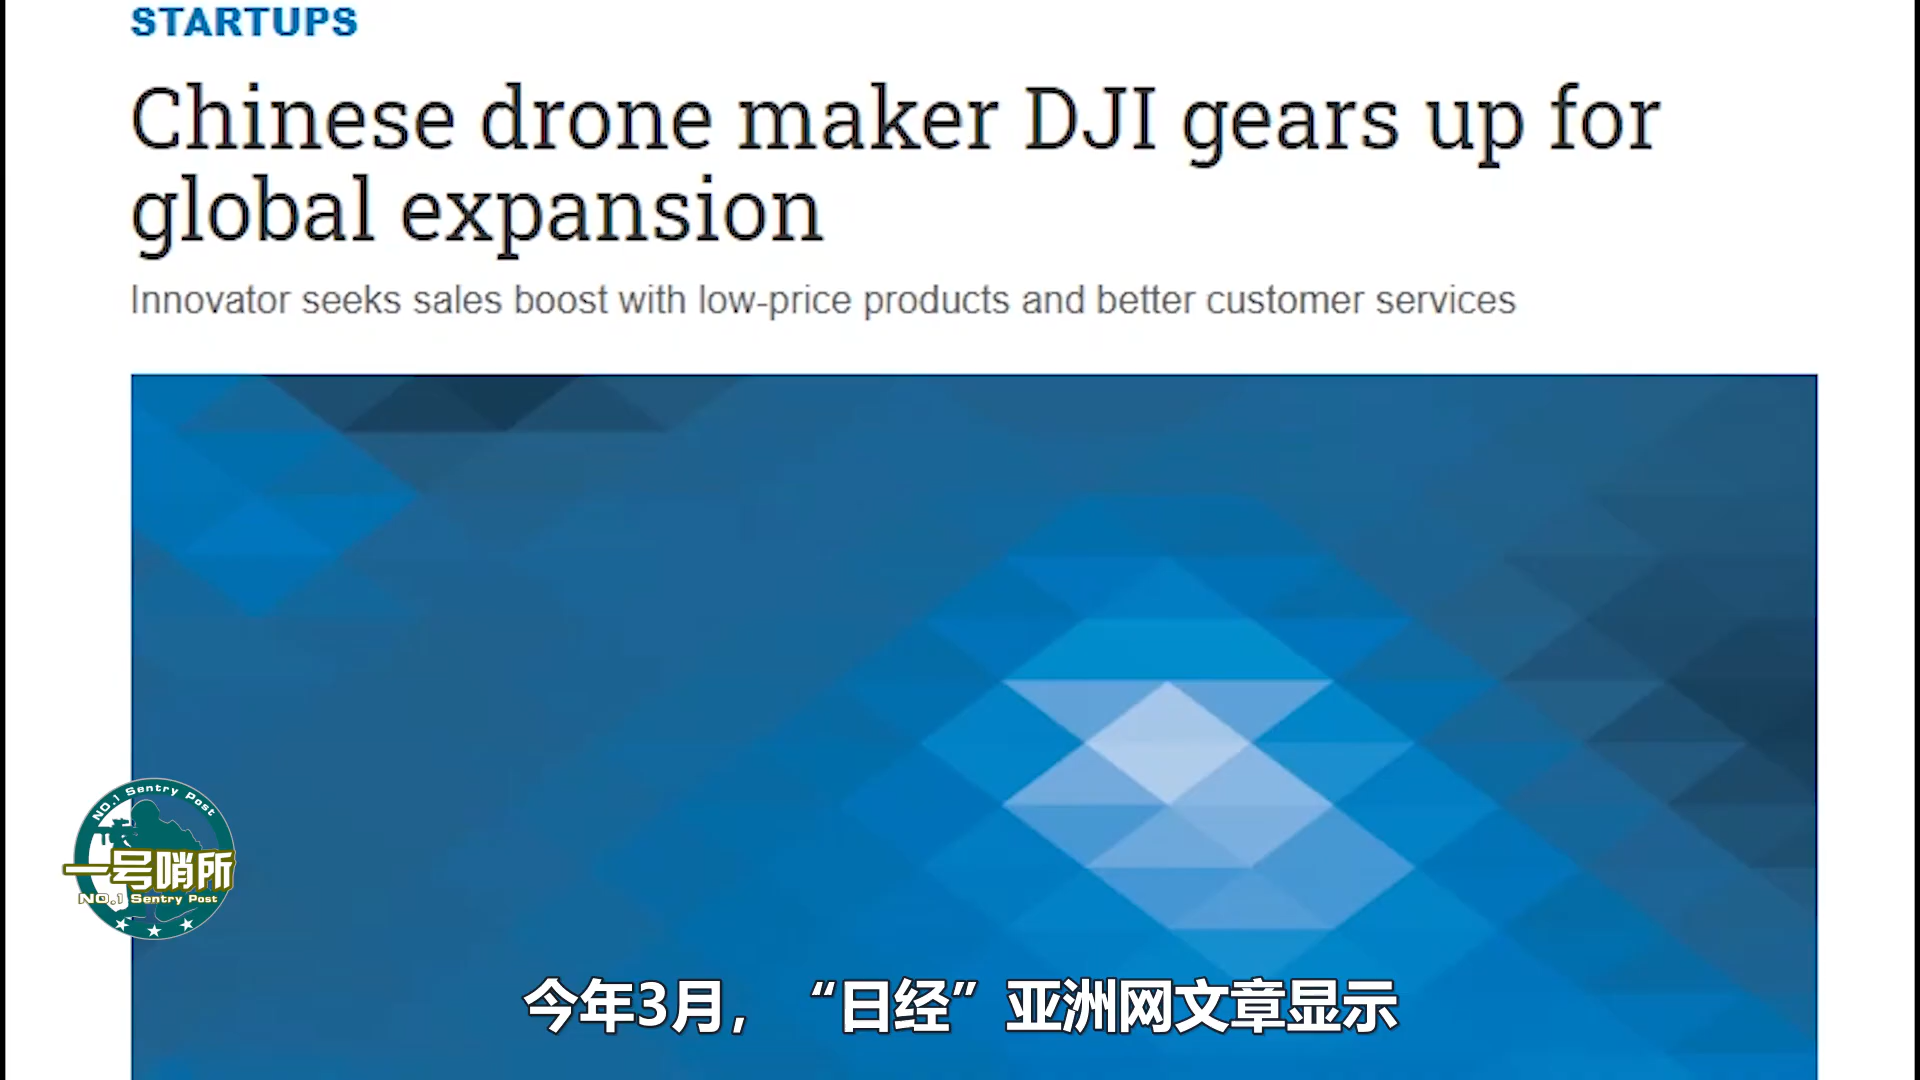 STARTUPS
Chinese drone maker DJI gears up for
global expansion
Innovator seeks sales boost with low-price products and better customer services
NO.1 Sentry Post
一号哨所
NO.1 Sentry Post
今年3月，“日经”亚洲网文章显示